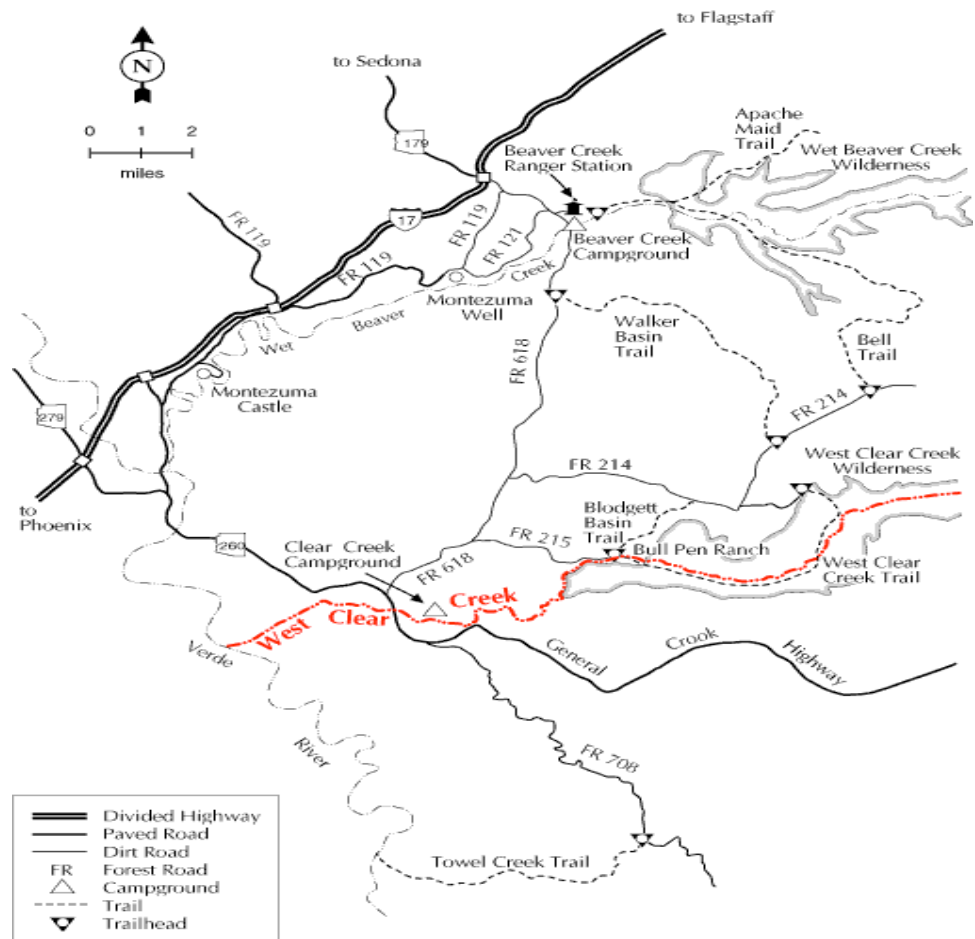 to Flagstaff
N
to Sedona
0 1 2
miles
179
Beaver Creek
Ranger Station
Apache
Maid
Trail
Wet Beaver Creek
Wilderness
17
FR 119
FR 119
FR 121
FR 119
Beaver Creek
Campground
Creek
Montezuma
Well
Beaver
Wet
Walker
Basin
Trail
Bell
Trail
FR 618
Montezuma
Castle
279
FR 214
to
Phoenix
FR 214
West Clear Creek
Wilderness
Blodgett
Basin
Trail
260
Clear Creek
Campground
FR 215
Bull Pen Ranch
FR 618
West Clear
Creek Trail
West Clear Creek
Verde
River
General Crook Highway
FR 708
Towel Creek Trail
Divided Highway
Paved Road
Dirt Road
FR Forest Road
Campground
Trail
Trailhead